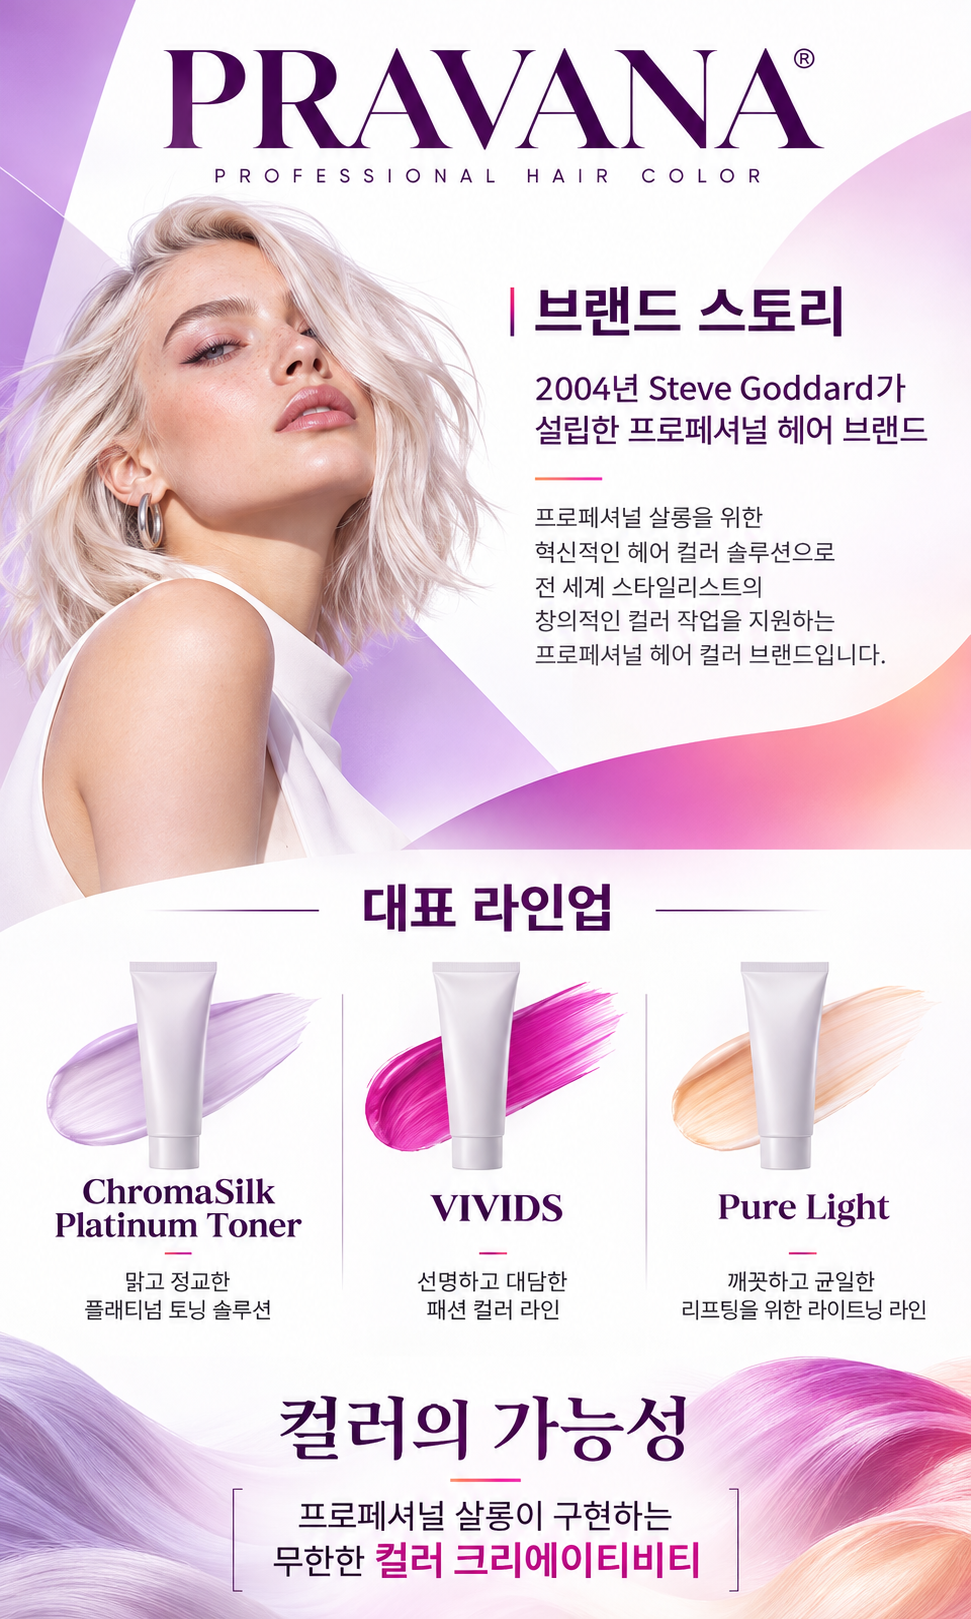 PRAVANA®
PROFESSIONAL HAIR COLOR
브랜드 스토리
2004년 Steve Goddard가
설립한 프로페셔널 헤어 브랜드
프로페셔널 살롱을 위한
혁신적인 헤어 컬러 솔루션으로
전 세계 스타일리스트의
창의적인 컬러 작업을 지원하는
프로페셔널 헤어 컬러 브랜드입니다.
대표 라인업
ChromaSilk
Platinum Toner
맑고 정교한
플래티넘 토닝 솔루션
VIVIDS
선명하고 대담한
패션 컬러 라인
Pure Light
깨끗하고 균일한
리프팅을 위한 라이트닝 라인
컬러의 가능성
프로페셔널 살롱이 구현하는
무한한 컬러 크리에이티비티